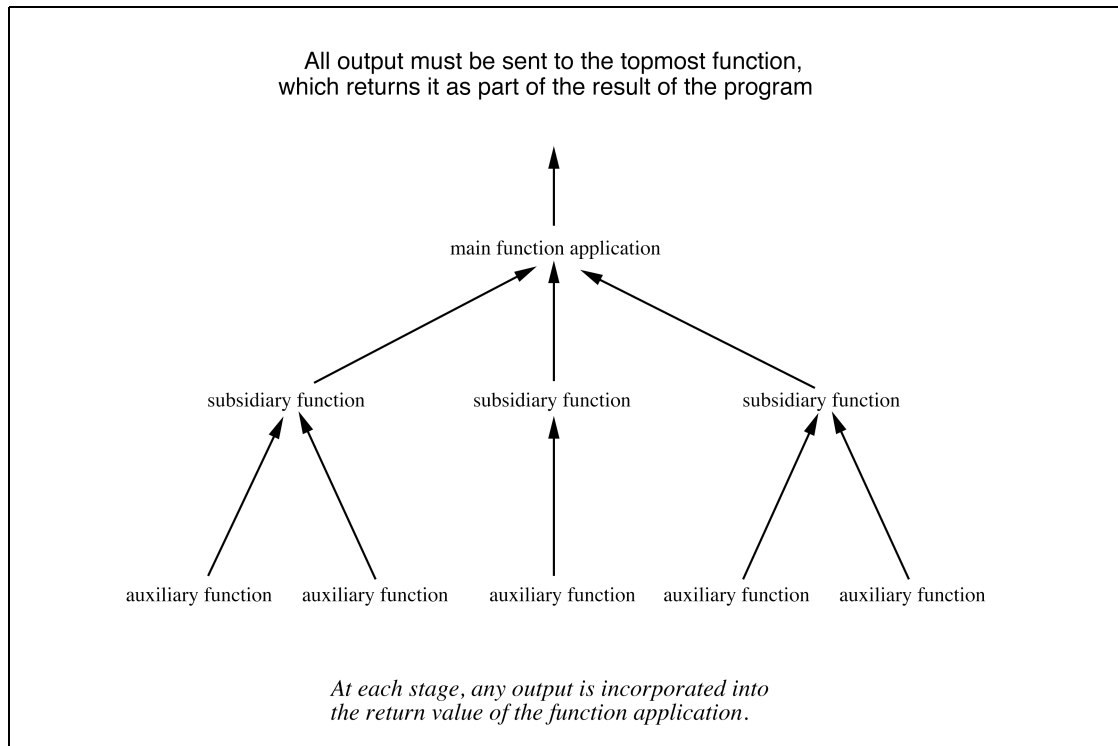 All output must be sent to the topmost function,
which returns it as part of the result of the program
main function application
subsidiary function
subsidiary function
subsidiary function
auxiliary function
auxiliary function
auxiliary function
auxiliary function
auxiliary function
At each stage, any output is incorporated into
the return value of the function application.